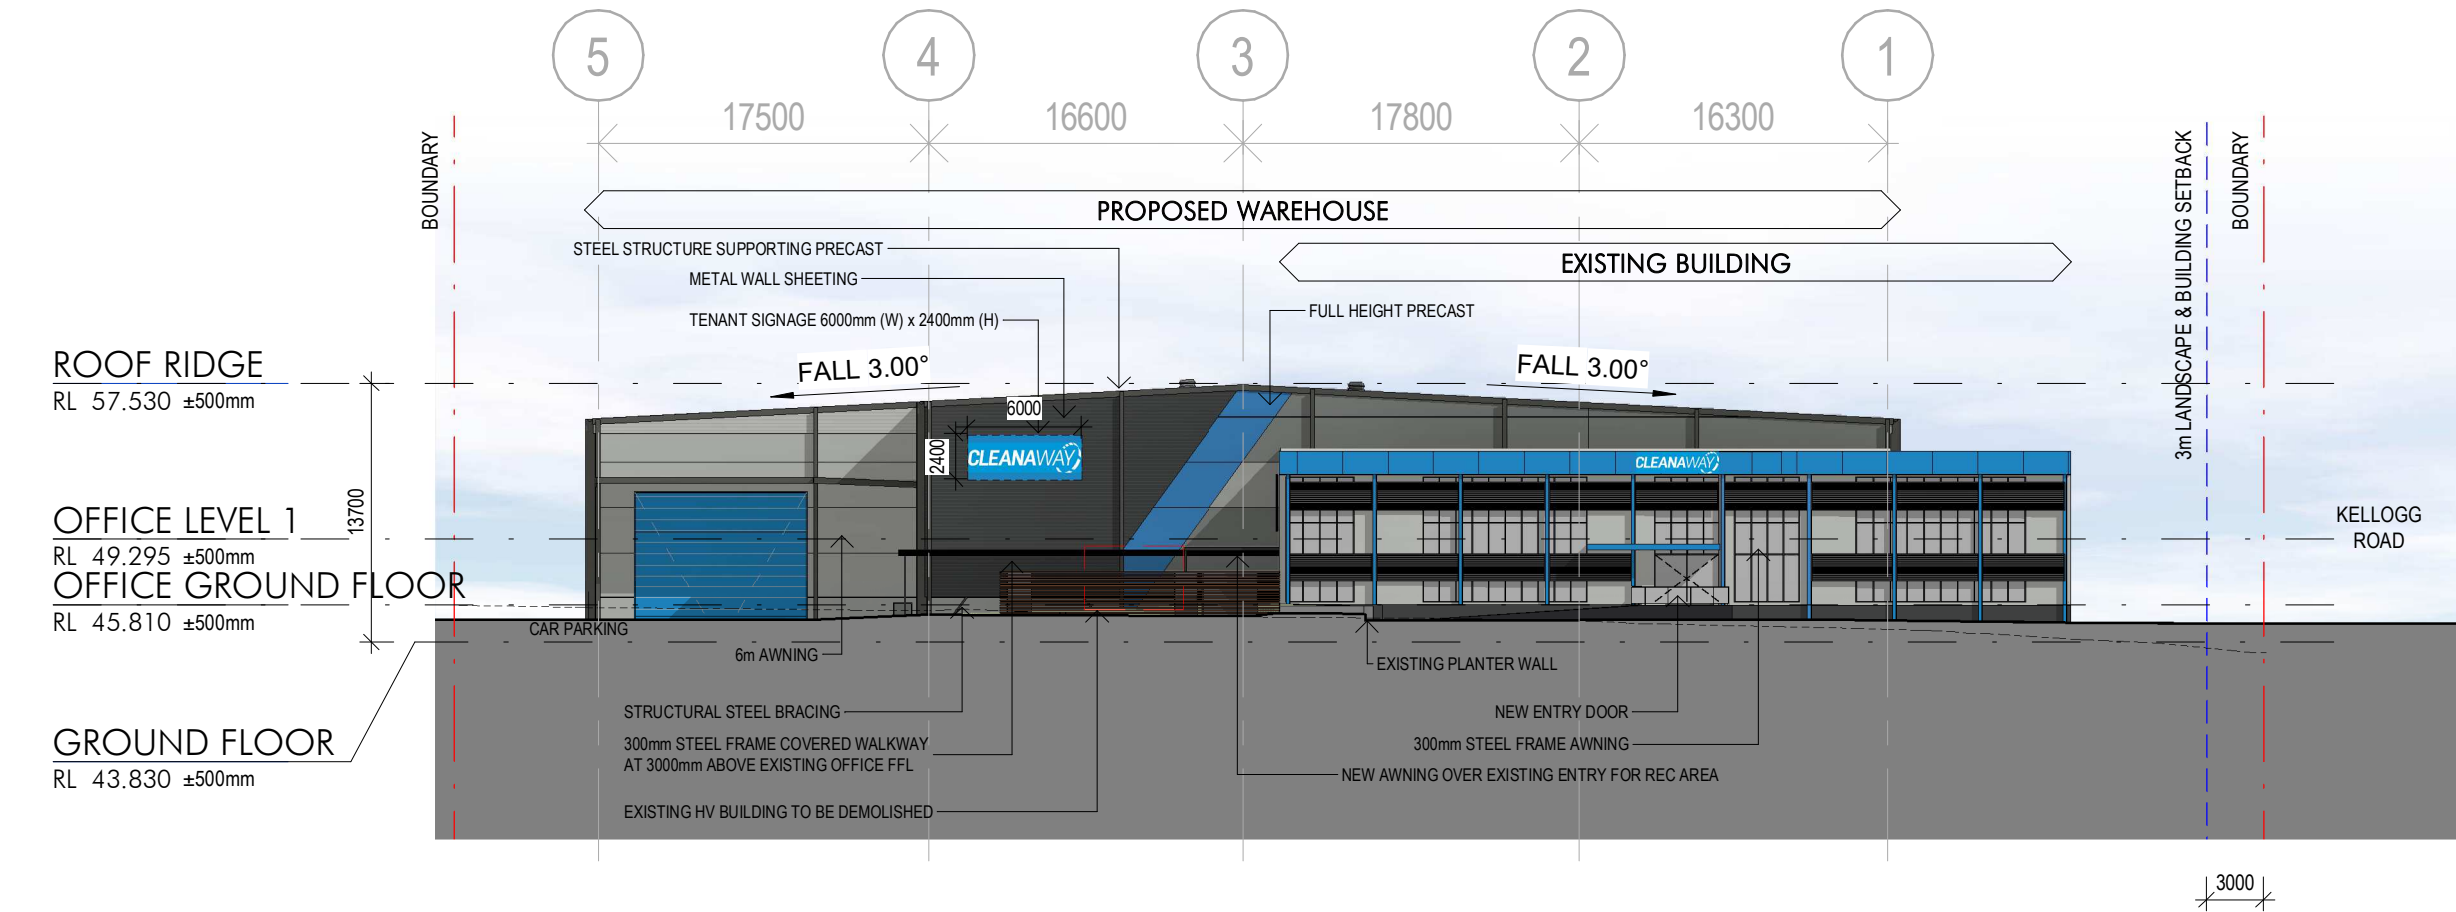 5
4
3
2
1
17500
16600
17800
16300
BOUNDARY
3m LANDSCAPE & BUILDING SETBACK
BOUNDARY
PROPOSED WAREHOUSE
EXISTING BUILDING
STEEL STRUCTURE SUPPORTING PRECAST
METAL WALL SHEETING
TENANT SIGNAGE 6000mm (W) x 2400mm (H)
FULL HEIGHT PRECAST
FALL 3.00°
FALL 3.00°
ROOF RIDGE
RL 57.530 ±500mm
6000
2400
CLEANAWAY
CLEANAWAY
13700
OFFICE LEVEL 1
RL 49.295 ±500mm
OFFICE GROUND FLOOR
RL 45.810 ±500mm
KELLOGG
ROAD
CAR PARKING
6m AWNING
EXISTING PLANTER WALL
STRUCTURAL STEEL BRACING
NEW ENTRY DOOR
300mm STEEL FRAME COVERED WALKWAY
AT 3000mm ABOVE EXISTING OFFICE FFL
300mm STEEL FRAME AWNING
NEW AWNING OVER EXISTING ENTRY FOR REC AREA
EXISTING HV BUILDING TO BE DEMOLISHED
GROUND FLOOR
RL 43.830 ±500mm
3000